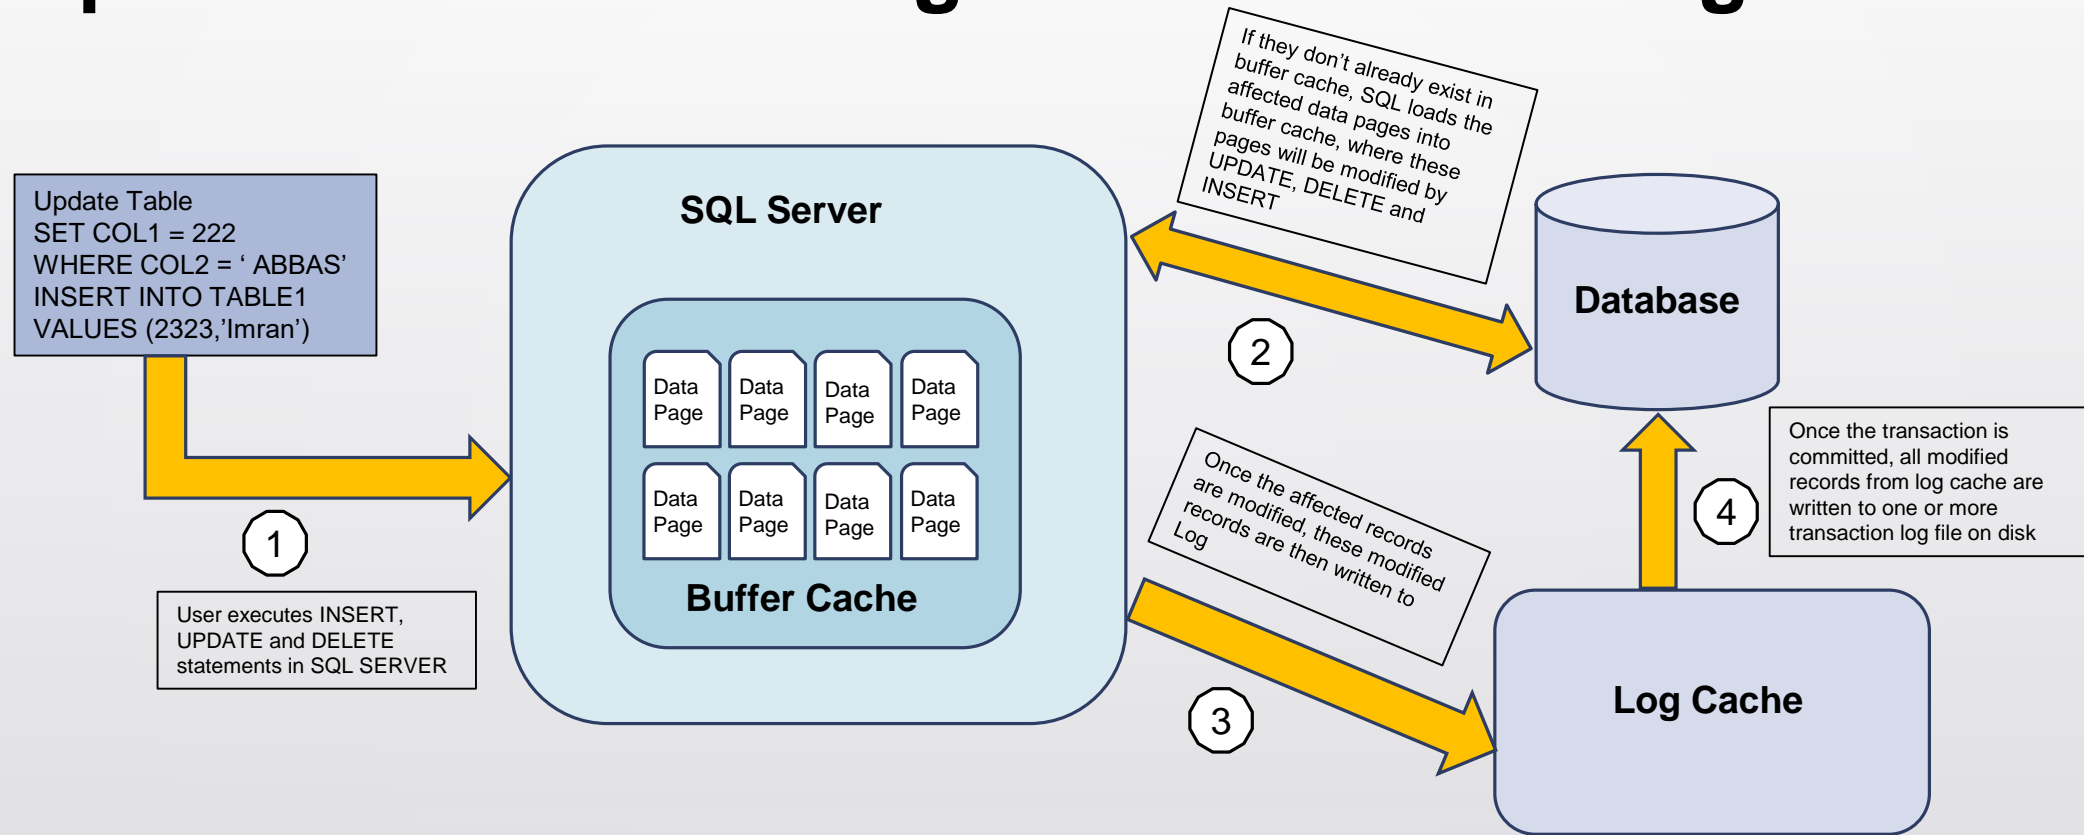 Update Table
SET COL1 = 222
WHERE COL2 = ‘ ABBAS’
INSERT INTO TABLE1
VALUES (2323,’Imran’)
1
User executes INSERT,
UPDATE and DELETE
statements in SQL SERVER
SQL Server
Data
Page
Data
Page
Data
Page
Data
Page
Data
Page
Data
Page
Data
Page
Data
Page
Buffer Cache
If they don’t already exist in
buffer cache, SQL loads the
affected data pages into
buffer cache, where these
pages will be modified by
UPDATE, DELETE and
INSERT
2
Database
Once the affected records
are modified, these modified
records are then written to
Log
3
Log Cache
4
Once the transaction is
committed, all modified
records from log cache are
written to one or more
transaction log file on disk